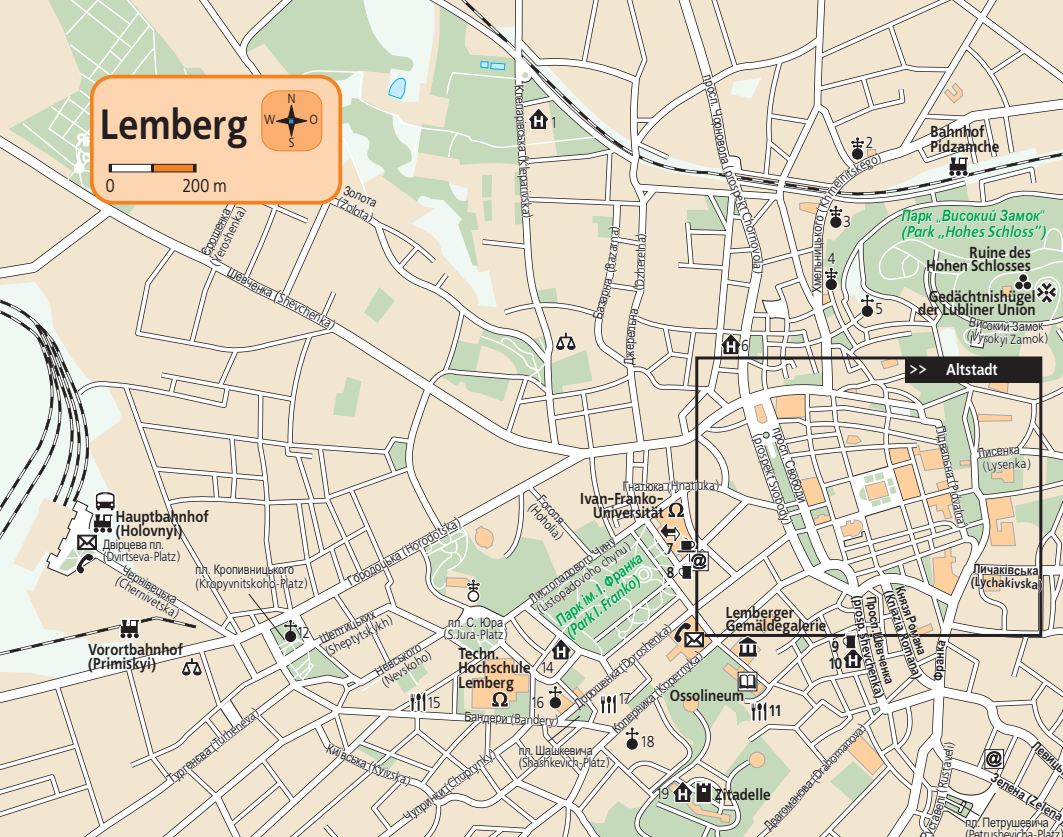 Lemberg
N
W
O
S
0
200 m
Клепарівська (Kleparivska)
1
просп. Чорновола (prospekt Chornovola)
2
Bahnhof
Pidzamche
Хмельницького (Khmelnitskego)
3
4
5
Парк „Високий Замок"
(Park „Hohes Schloss")
Ruine des
Hohen Schlosses
Gedächtnishügel
der Lubliner Union
Високий Замок
(Vysokyi Zamok)
Золота
(Zolota)
Єрошенка
(Yeroshenka)
Шевченка (Shevchenka)
Базарна (Bazarna)
Джерельна
(Dzherelna)
6
>> Altstadt
просп. Свободи
(prospekt Svobody)
Підвальна (Pidvalna)
Лисенка
(Lysenka)
Гнатюка (Hnatiuka)
Ivan-Franko-
Universität
Гоголя
(Hoholia)
7
8
@
Hauptbahnhof
(Holovnyi)
Двірцева пл.
(Dvirtseva-Platz)
Чернівецька
(Chernivetska)
Городоцька (Horodotska)
пл. Кропивницького
(Kropyvnitskoho-Platz)
12
Листопадового Чину
(Listopadovoho chynu)
Парк ім. І. Франка
(Park I. Franko)
Личаківська
(Lychakivska)
Vorortbahnhof
(Primiskyi)
Шептицьких
(Sheptytskykh)
Невського
(Nevskoho)
пл. С. Юра
(S.Jura-Platz)
Techn.
Hochschule
Lemberg
14
15
16
17
Lemberger
Gemäldegalerie
9
10
Просп. Шевченка
(prosp. Shevchenka)
Князя Романа
(Kniazia Romana)
Франка
Дорошенка (Doroshenka)
Коперника (Kopernyka)
Ossolineum
11
Бандери (Bandery)
18
пл. Шашкевича
(Shashkevich-Platz)
Тургенєва (Turheneva)
Київська (Kyivska)
Чупринки (Chuprynky)
19
Zitadelle
Драгоманова (Drahomanova)
@
Зелена (Zelen
пл. Петрушевича
(Petrushevicha-Platz